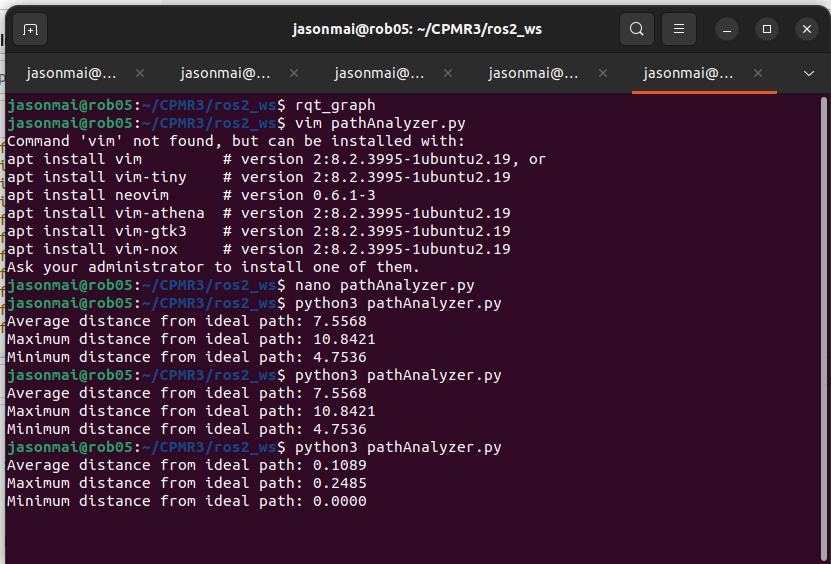 jasonmai@rob05: ~/CPMR3/ros2_ws
jasonmai@... jasonmai@... jasonmai@... jasonmai@... jasonmai@...
jasonmai@rob05:~/CPMR3/ros2_ws$ rqt_graph
jasonmai@rob05:~/CPMR3/ros2_ws$ vim pathAnalyzer.py
Command 'vim' not found, but can be installed with:
apt install vim         # version 2:8.2.3995-1ubuntu2.19, or
apt install vim-tiny    # version 2:8.2.3995-1ubuntu2.19
apt install neovim      # version 0.6.1-3
apt install vim-athena  # version 2:8.2.3995-1ubuntu2.19
apt install vim-gtk3    # version 2:8.2.3995-1ubuntu2.19
apt install vim-nox     # version 2:8.2.3995-1ubuntu2.19
Ask your administrator to install one of them.
jasonmai@rob05:~/CPMR3/ros2_ws$ nano pathAnalyzer.py
jasonmai@rob05:~/CPMR3/ros2_ws$ python3 pathAnalyzer.py
Average distance from ideal path: 7.5568
Maximum distance from ideal path: 10.8421
Minimum distance from ideal path: 4.7536
jasonmai@rob05:~/CPMR3/ros2_ws$ python3 pathAnalyzer.py
Average distance from ideal path: 7.5568
Maximum distance from ideal path: 10.8421
Minimum distance from ideal path: 4.7536
jasonmai@rob05:~/CPMR3/ros2_ws$ python3 pathAnalyzer.py
Average distance from ideal path: 0.1089
Maximum distance from ideal path: 0.2485
Minimum distance from ideal path: 0.0000